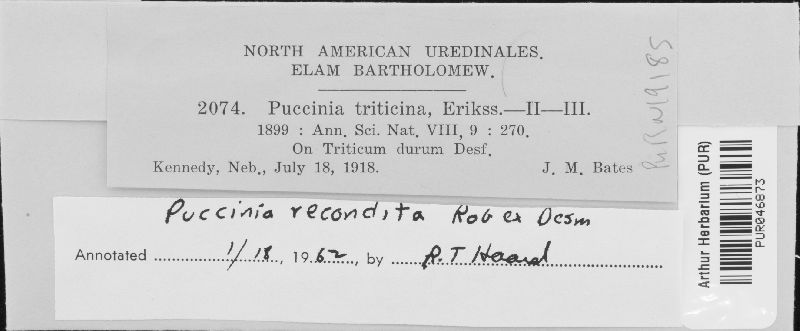 NORTH AMERICAN UREDINALES.
ELAM BARTHOLOMEW.
2074. Puccinia triticina, Erikss.—II—III.
1899 : Ann. Sci. Nat. VIII, 9 : 270.
On Triticum durum Desf.
Kennedy, Neb., July 18, 1918. J. M. Bates
PUR N19185
Puccinia recondita Rob ex Desm
Annotated 1/18, 1962, by R. T
Arthur Herbarium (PUR)
PUR046873